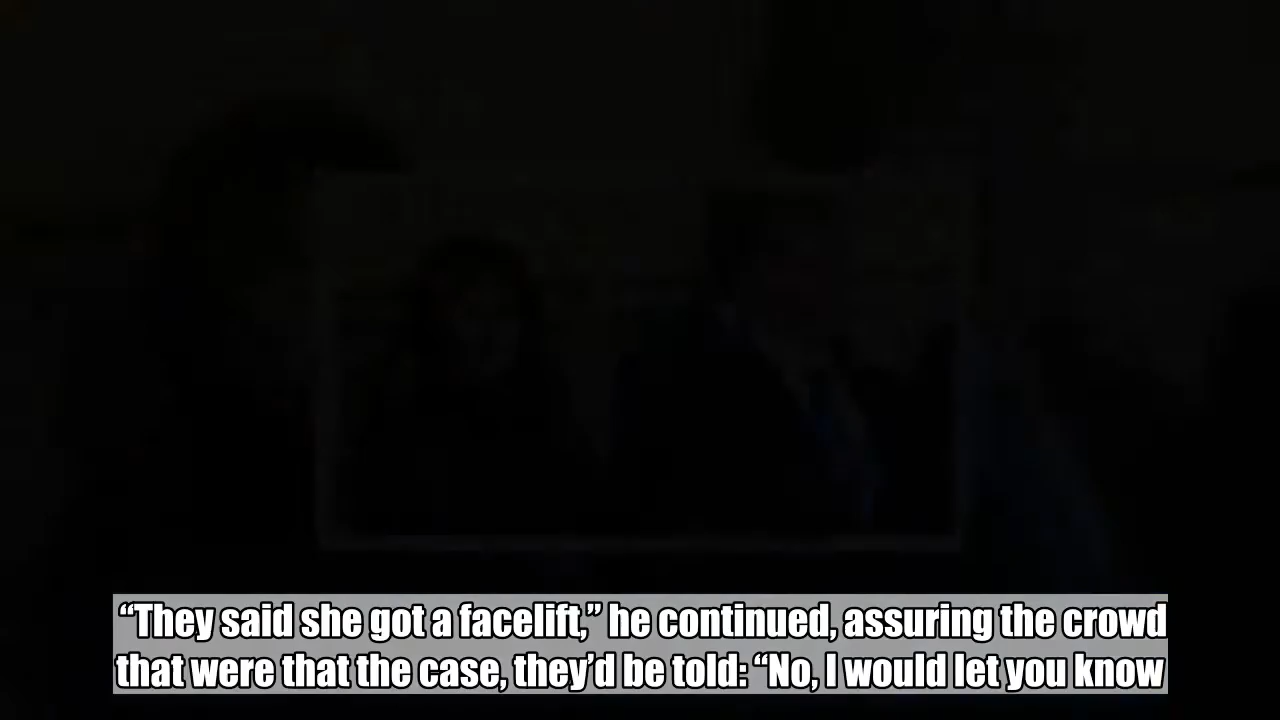 “They said she got a facelift,” he continued, assuring the crowd
that were that the case, they’d be told: “No, I would let you know